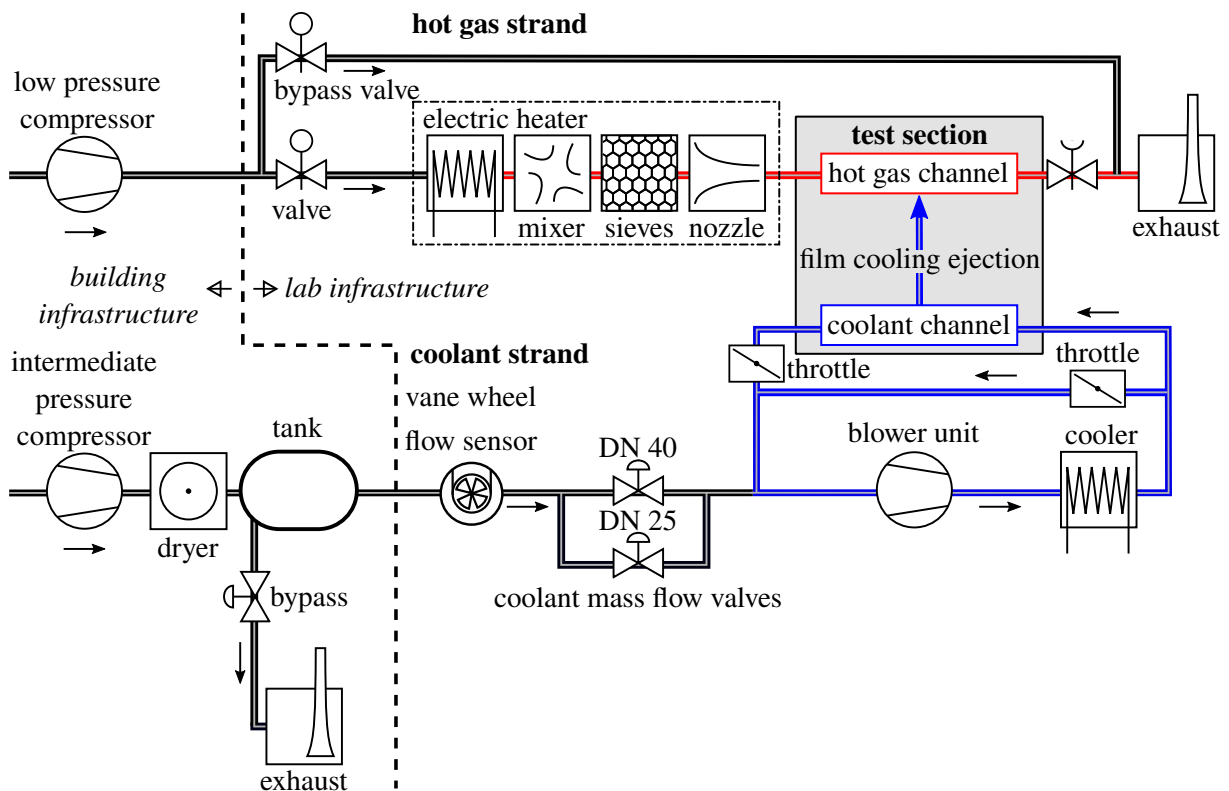 hot gas strand
low pressure
compressor
bypass valve
electric heater
valve
mixer
sieves
nozzle
test section
hot gas channel
exhaust
film cooling ejection
coolant channel
building
infrastructure
lab infrastructure
intermediate
pressure
compressor
coolant strand
vane wheel
flow sensor
throttle
throttle
tank
dryer
DN 40
DN 25
blower unit
cooler
bypass
coolant mass flow valves
exhaust